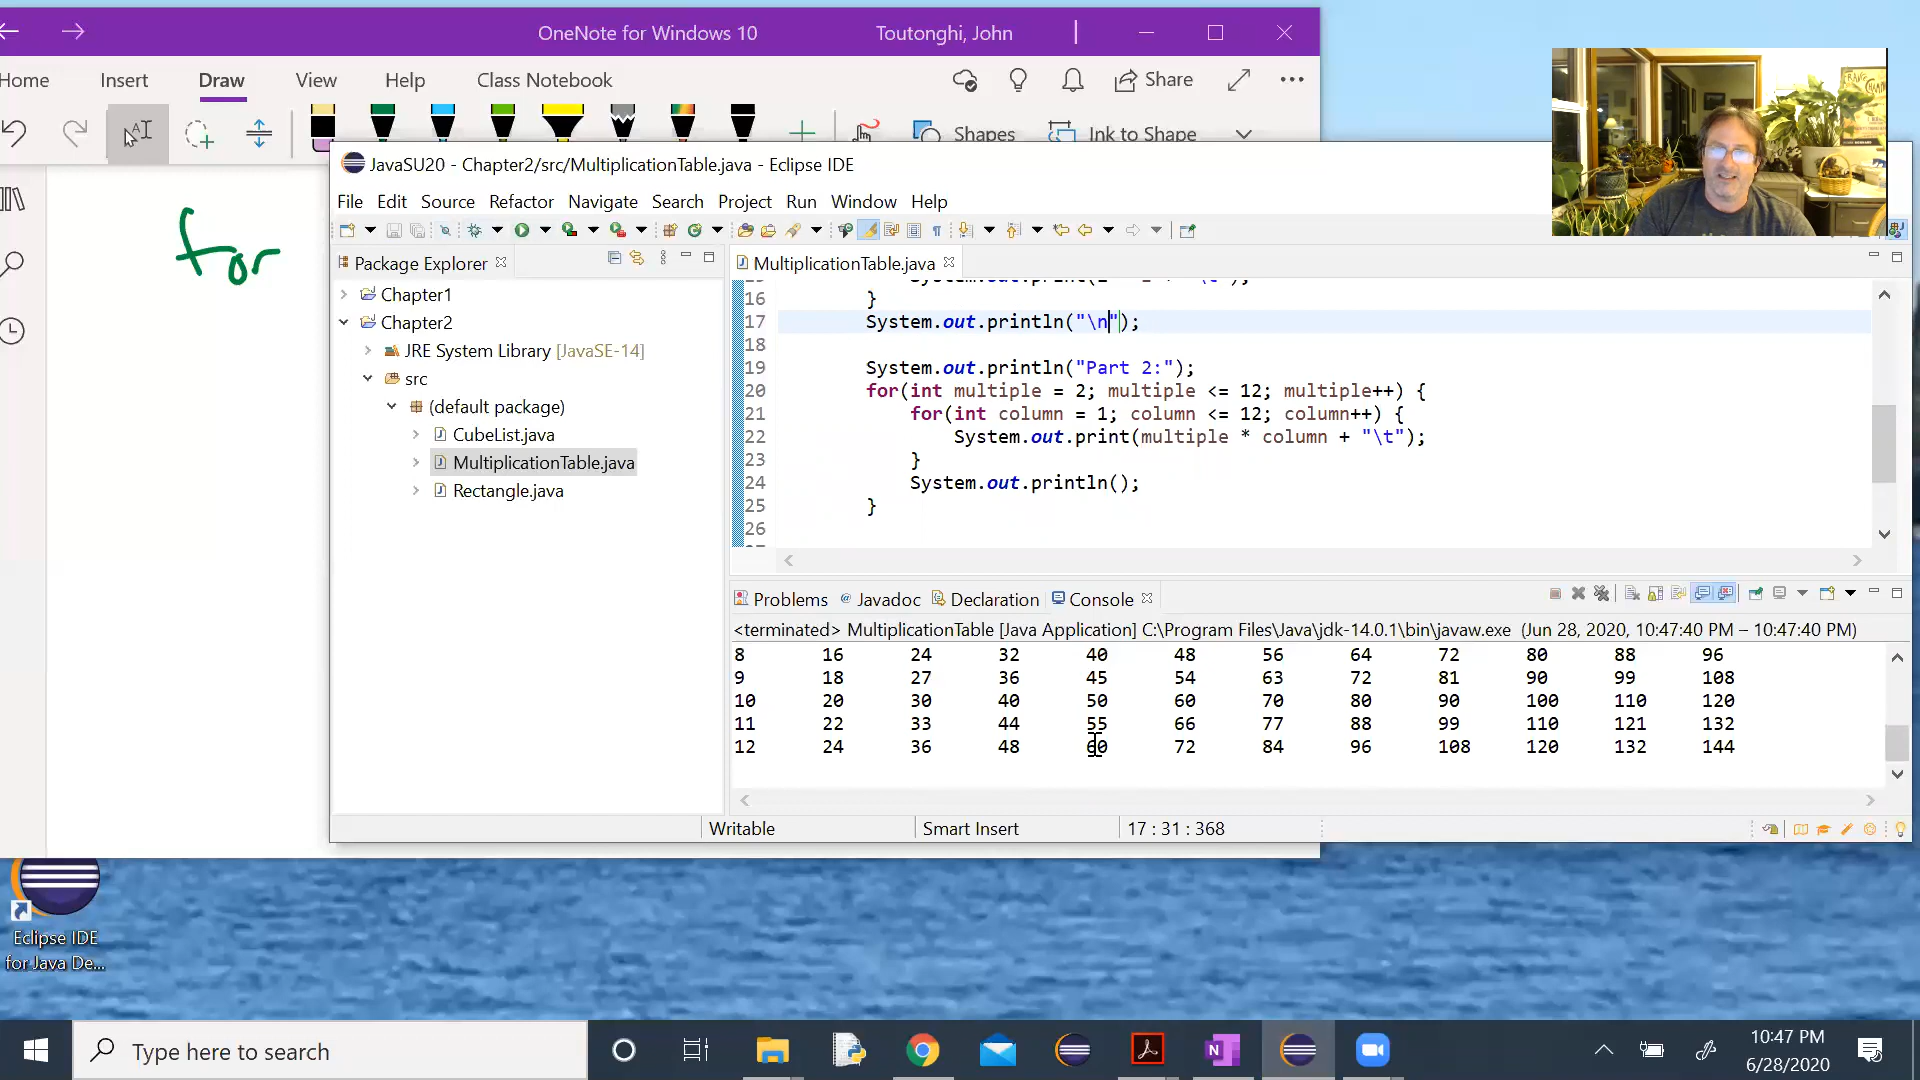 OneNote for Windows 10
Toutonghi, John
Home Insert Draw View Help Class Notebook
Share
Shapes Ink to Shape
for
JavaSU20 - Chapter2/src/MultiplicationTable.java - Eclipse IDE
File Edit Source Refactor Navigate Search Project Run Window Help
Package Explorer
Chapter1
Chapter2
JRE System Library [JavaSE-14]
src
(default package)
CubeList.java
MultiplicationTable.java
Rectangle.java
MultiplicationTable.java
16 }
17 System.out.println("\n");
18
19 System.out.println("Part 2:");
20 for(int multiple = 2; multiple <= 12; multiple++) {
21 for(int column = 1; column <= 12; column++) {
22 System.out.print(multiple * column + "\t");
23 }
24 System.out.println();
25 }
26
Problems Javadoc Declaration Console
<terminated> MultiplicationTable [Java Application] C:\Program Files\Java\jdk-14.0.1\bin\javaw.exe (Jun 28, 2020, 10:47:40 PM – 10:47:40 PM)
8 16 24 32 40 48 56 64 72 80 88 96
9 18 27 36 45 54 63 72 81 90 99 108
10 20 30 40 50 60 70 80 90 100 110 120
11 22 33 44 55 66 77 88 99 110 121 132
12 24 36 48 60 72 84 96 108 120 132 144
Writable Smart Insert 17 : 31 : 368
Eclipse IDE
for Java De...
Type here to search
10:47 PM
6/28/2020